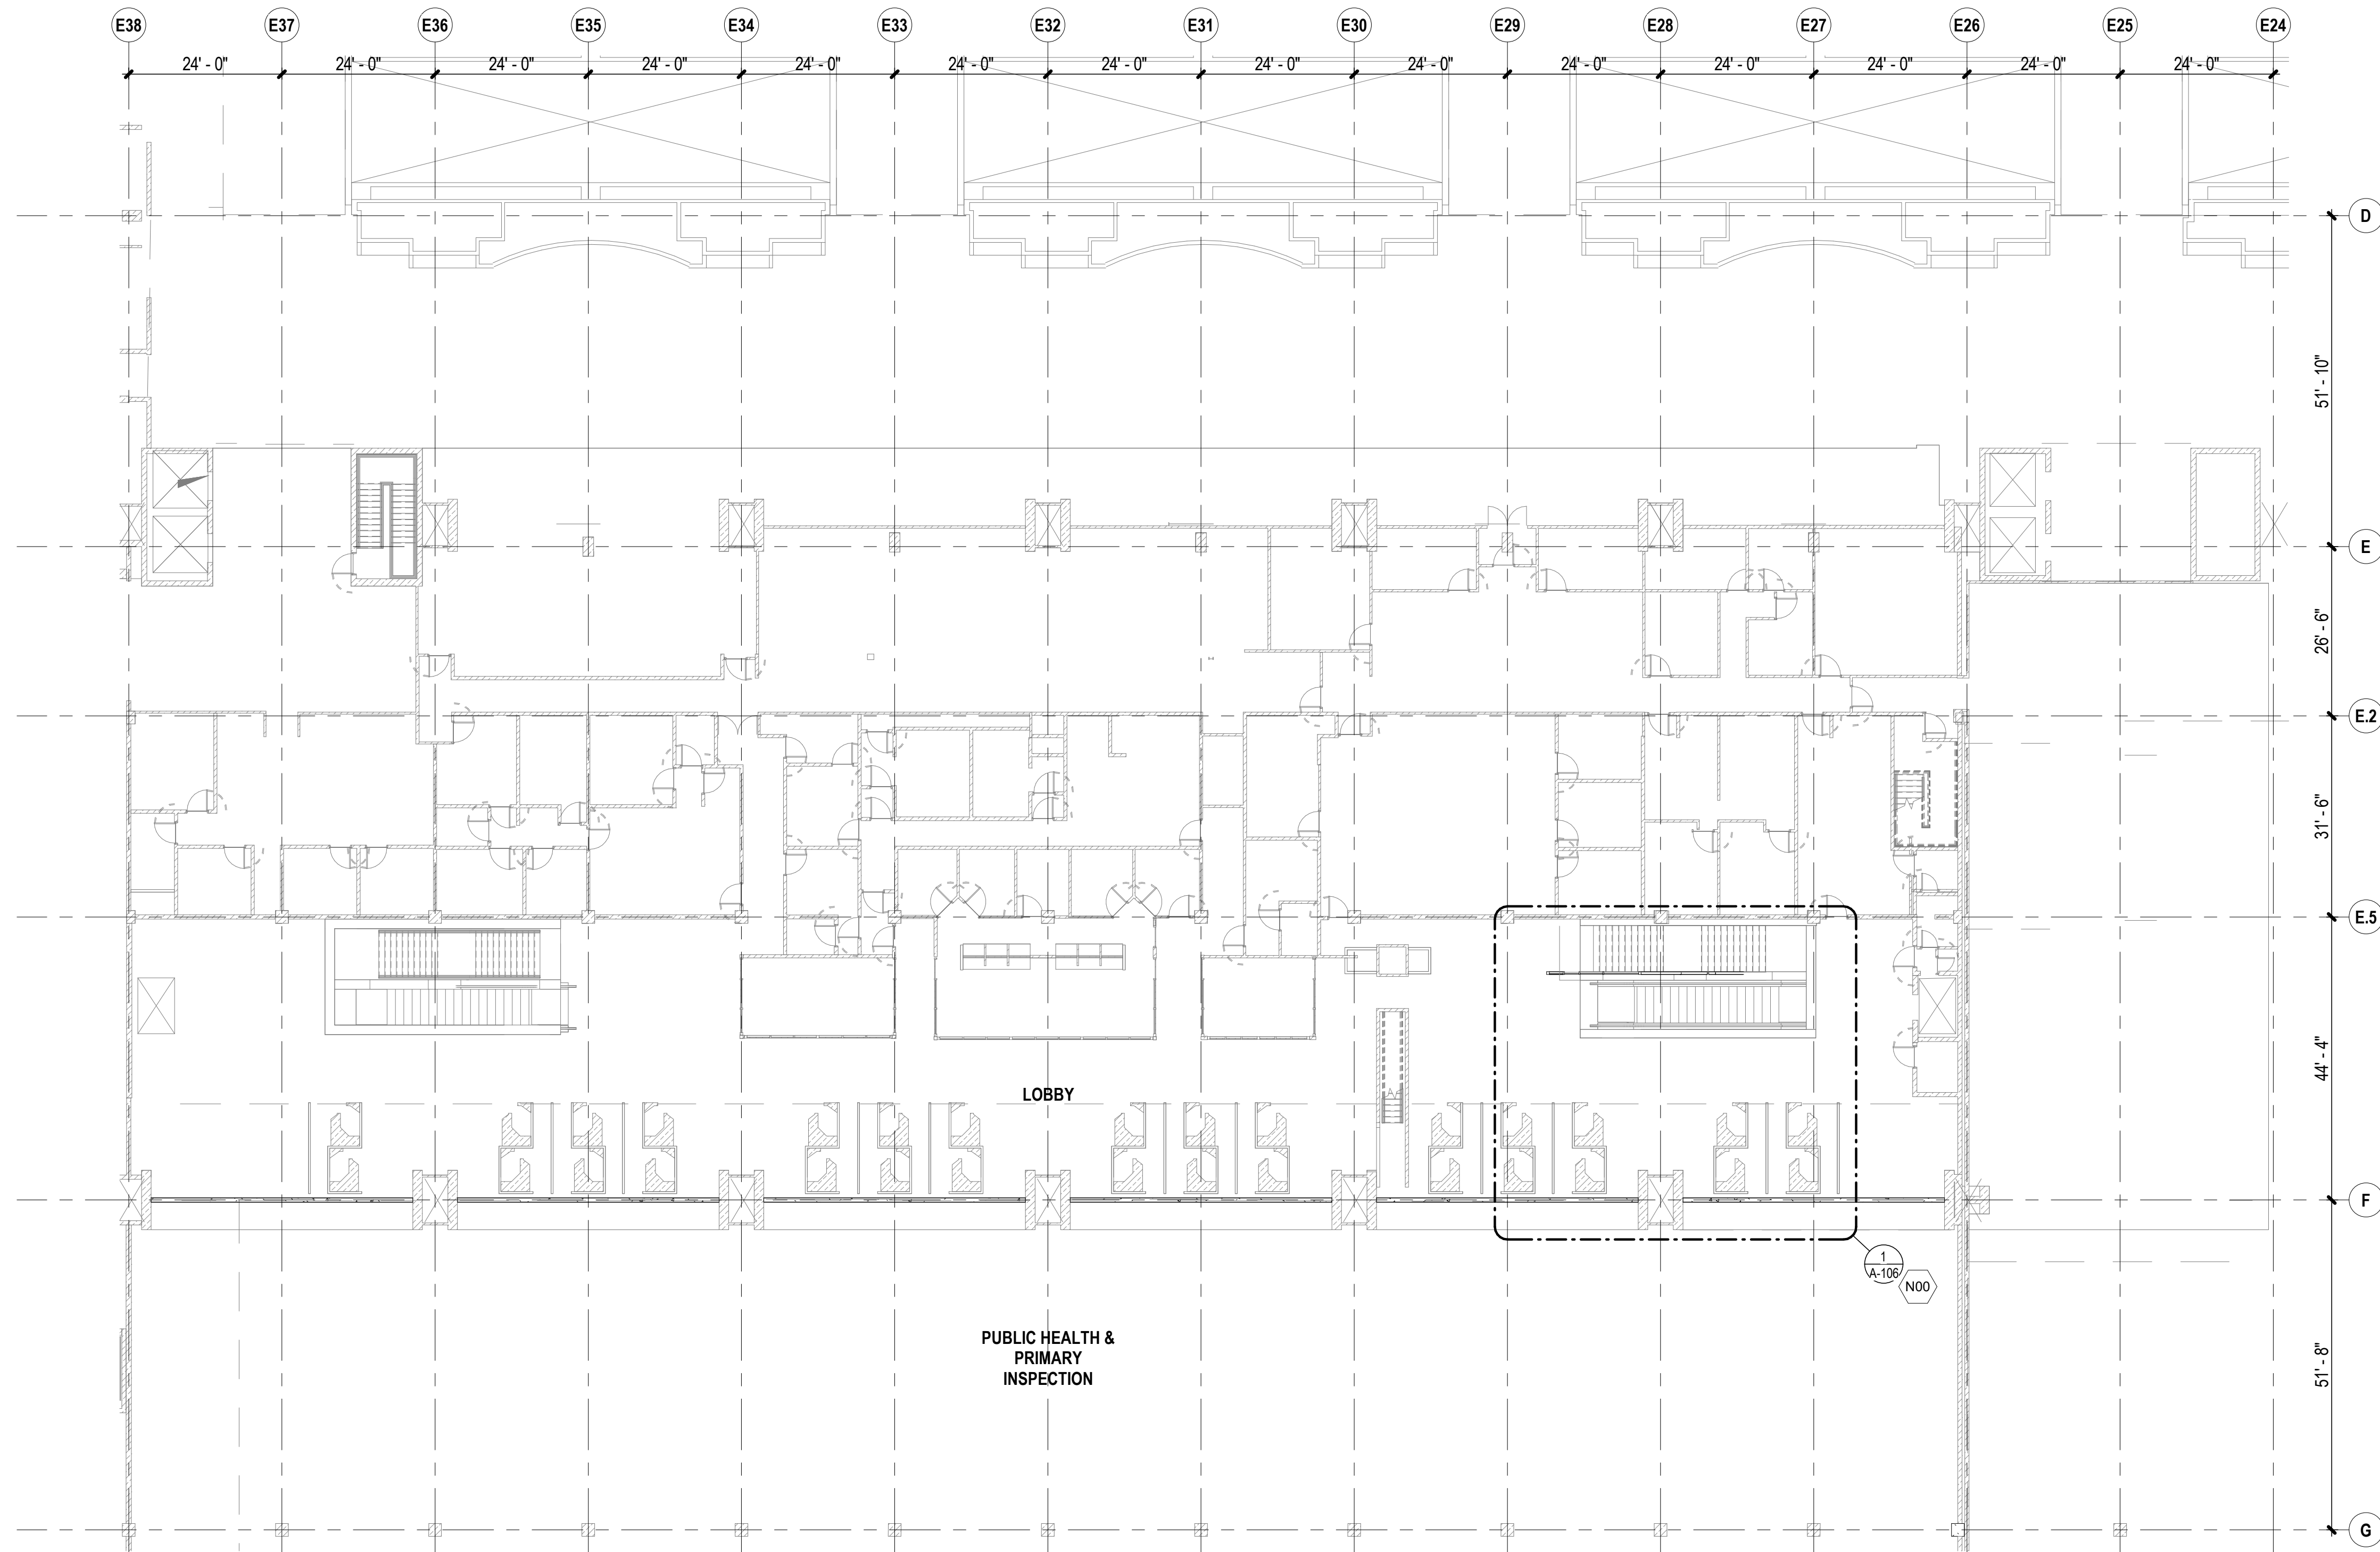 E38
E37
E36
E35
E34
E33
E32
E31
E30
E29
E28
E27
E26
E25
E24
24' - 0"
24' - 0"
24' - 0"
24' - 0"
24' - 0"
24' - 0"
24' - 0"
24' - 0"
24' - 0"
24' - 0"
24' - 0"
24' - 0"
24' - 0"
24' - 0"
D
51' - 10"
E
26' - 6"
E.2
31' - 6"
E.5
44' - 4"
LOBBY
F
1
A-106
N00
PUBLIC HEALTH &
PRIMARY
INSPECTION
51' - 8"
G